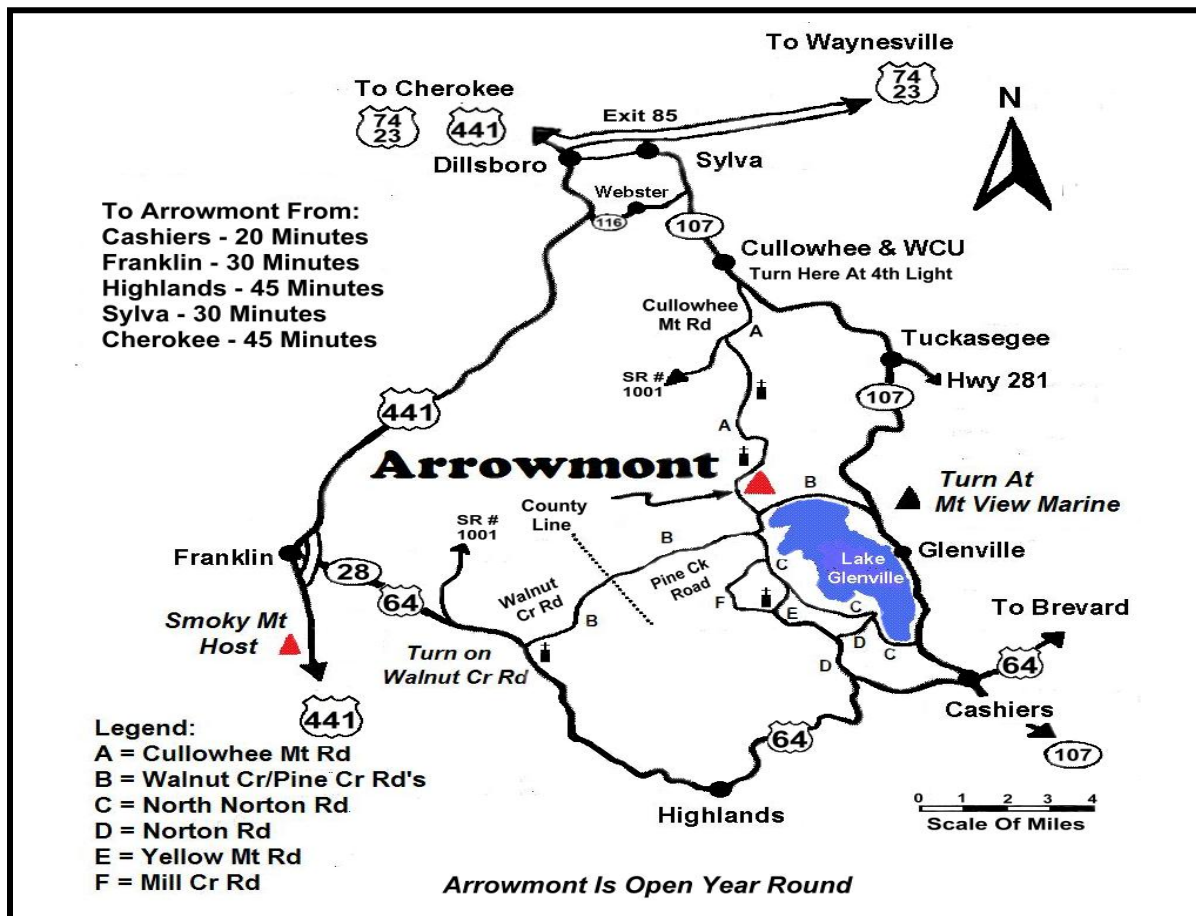 To Waynesville
74
23
To Cherokee
74
23
441
Exit 85
N
Dillsboro
Sylva
Webster
116
107
To Arrowmont From:
Cashiers - 20 Minutes
Franklin - 30 Minutes
Highlands - 45 Minutes
Sylva - 30 Minutes
Cherokee - 45 Minutes
Cullowhee & WCU
Turn Here At 4th Light
Cullowhee
Mt Rd
A
Tuckasegee
SR #
1001
Hwy 281
107
441
A
Arrowmont
B
Turn At
Mt View Marine
SR #
1001
County
Line
B
Franklin
Glenville
Lake
Glenville
28
64
Walnut
Cr Rd
Pine Ck
Road
C
F
E
C
To Brevard
Smoky Mt
Host
B
D
C
64
Turn on
Walnut Cr Rd
D
Cashiers
441
64
107
Highlands
Legend:
A = Cullowhee Mt Rd
B = Walnut Cr/Pine Cr Rd's
C = North Norton Rd
D = Norton Rd
E = Yellow Mt Rd
F = Mill Cr Rd
0 1 2 3 4
Scale Of Miles
Arrowmont Is Open Year Round